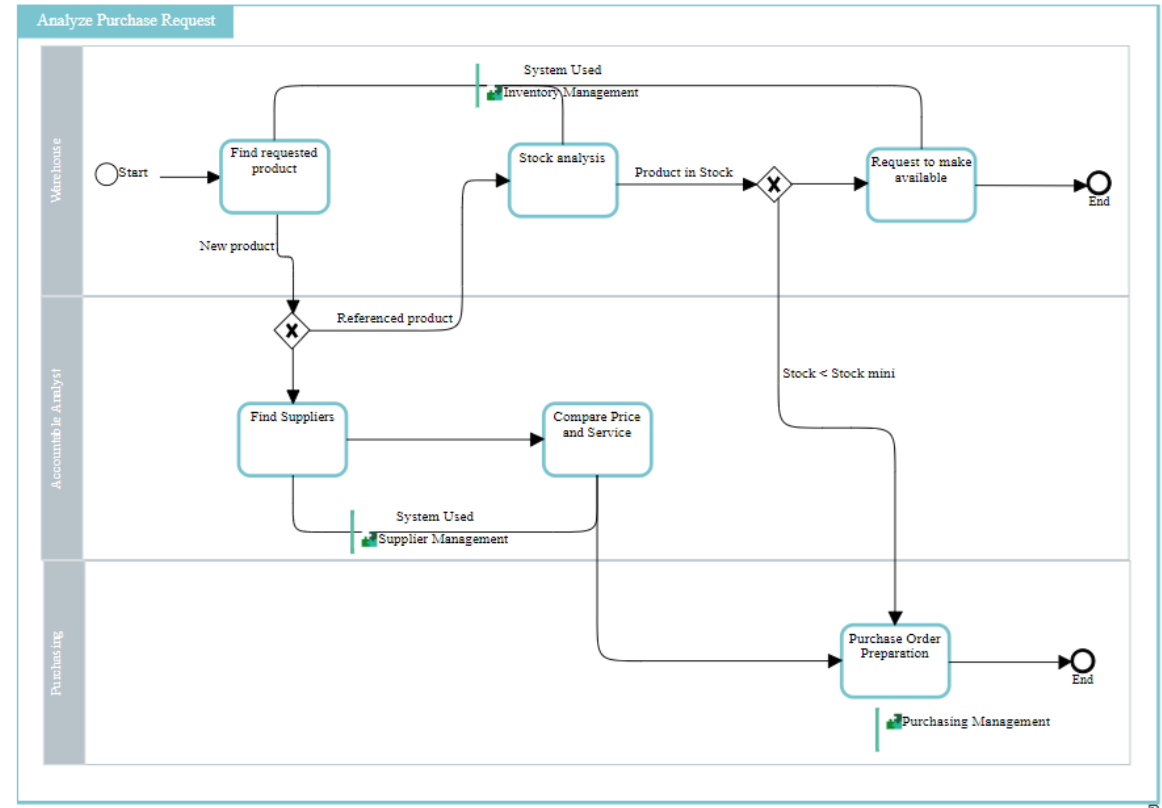 Analyze Purchase Request
Warehouse
System Used
Inventory Management
Start
Find requested
product
Stock analysis
Product in Stock
Request to make
available
End
New product
Accountable Analyst
Referenced product
Stock < Stock mini
Find Suppliers
Compare Price
and Service
System Used
Supplier Management
Purchasing
Purchase Order
Preparation
End
Purchasing Management